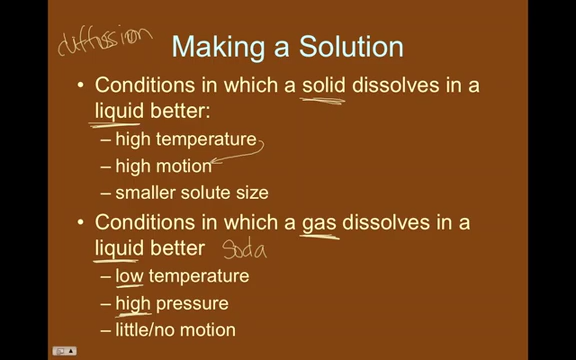 diffusion
Making a Solution
• Conditions in which a solid dissolves in a
liquid better:
– high temperature
– high motion
– smaller solute size
• Conditions in which a gas dissolves in a
liquid better soda
– low temperature
– high pressure
– little/no motion